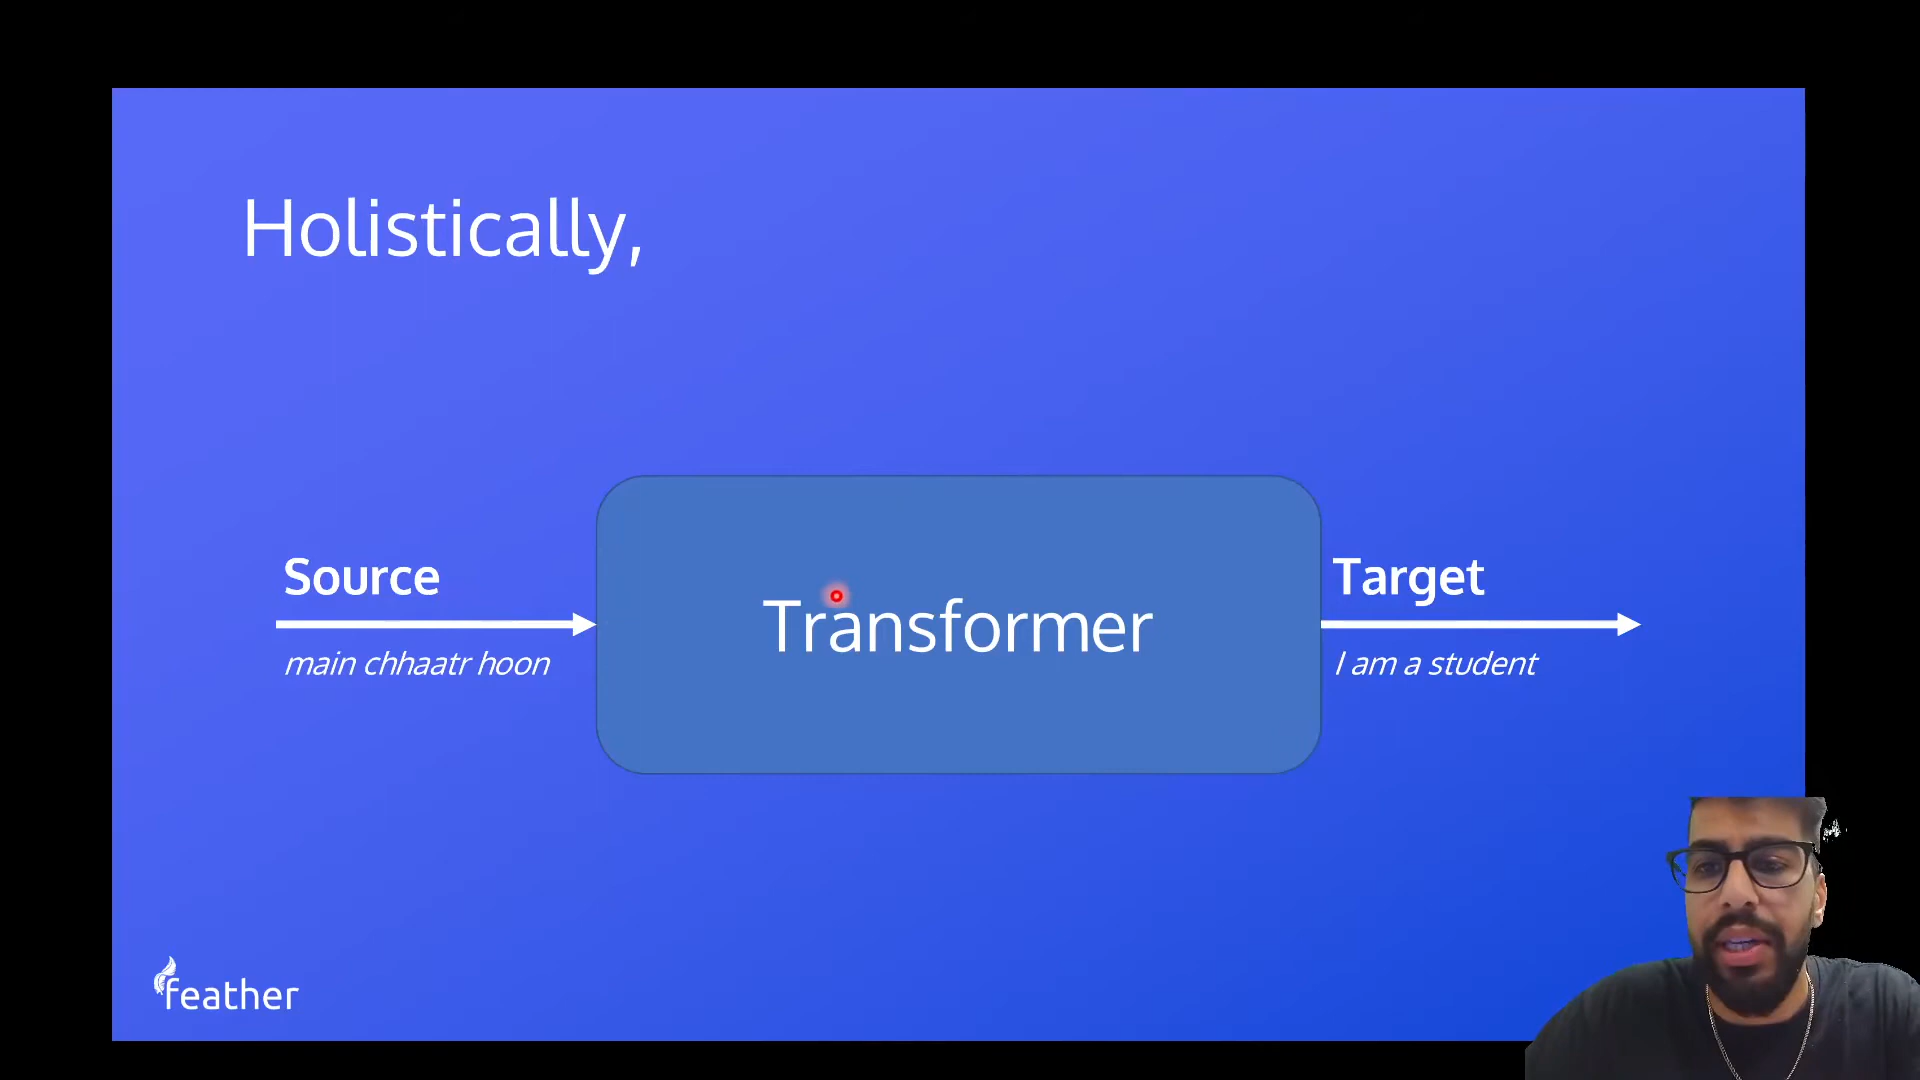 Holistically,
Source
main chhaatr hoon
Transformer
Target
I am a student
feather